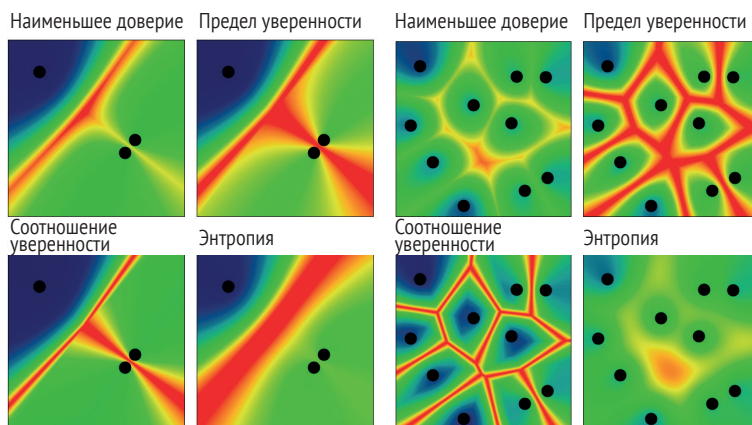 Наименьшее доверие
Предел уверенности
Наименьшее доверие
Предел уверенности
Соотношение
уверенности
Энтропия
Соотношение
уверенности
Энтропия